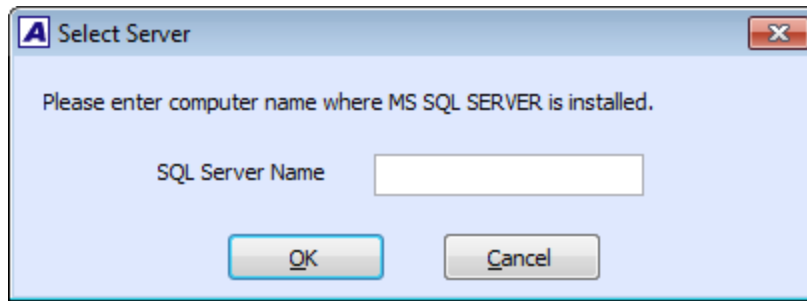 A Select Server
Please enter computer name where MS SQL SERVER is installed.
SQL Server Name
OK
Cancel